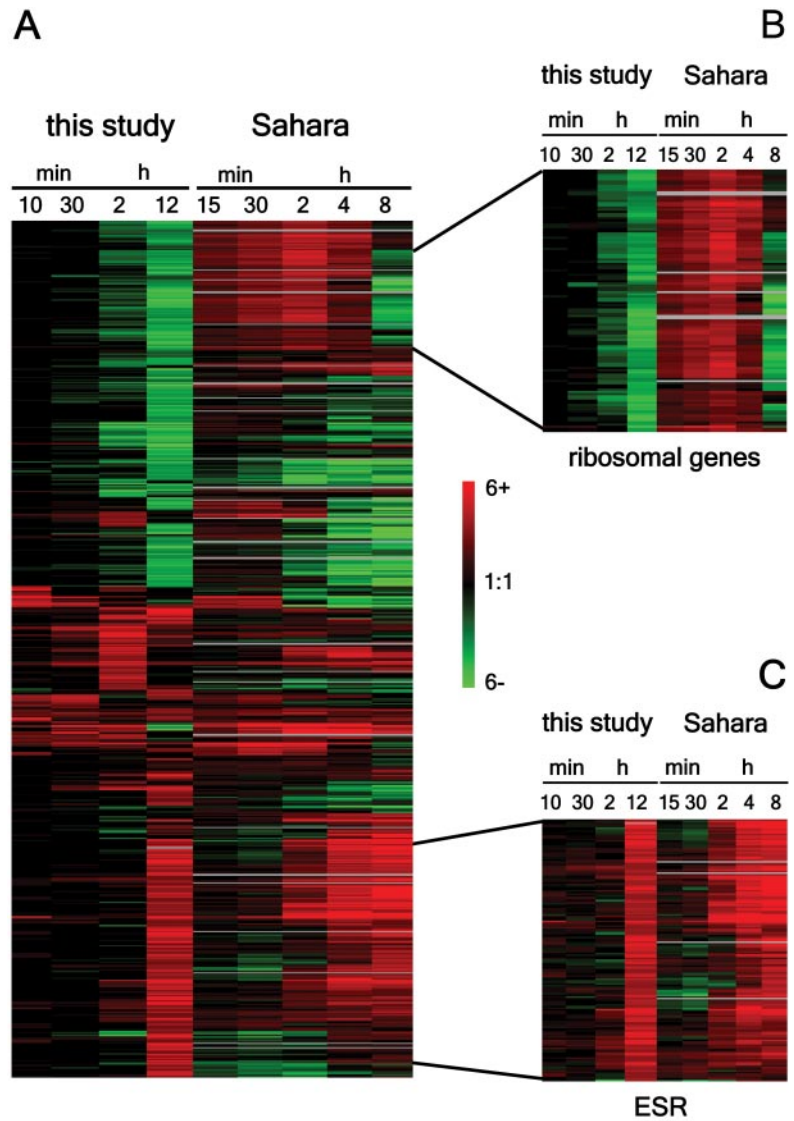 A
this study Sahara
min h min h
10 30 2 12 15 30 2 4 8
B
this study Sahara
min h min h
10 30 2 12 15 30 2 4 8
ribosomal genes
6+
1:1
6-
C
this study Sahara
min h min h
10 30 2 12 15 30 2 4 8
ESR